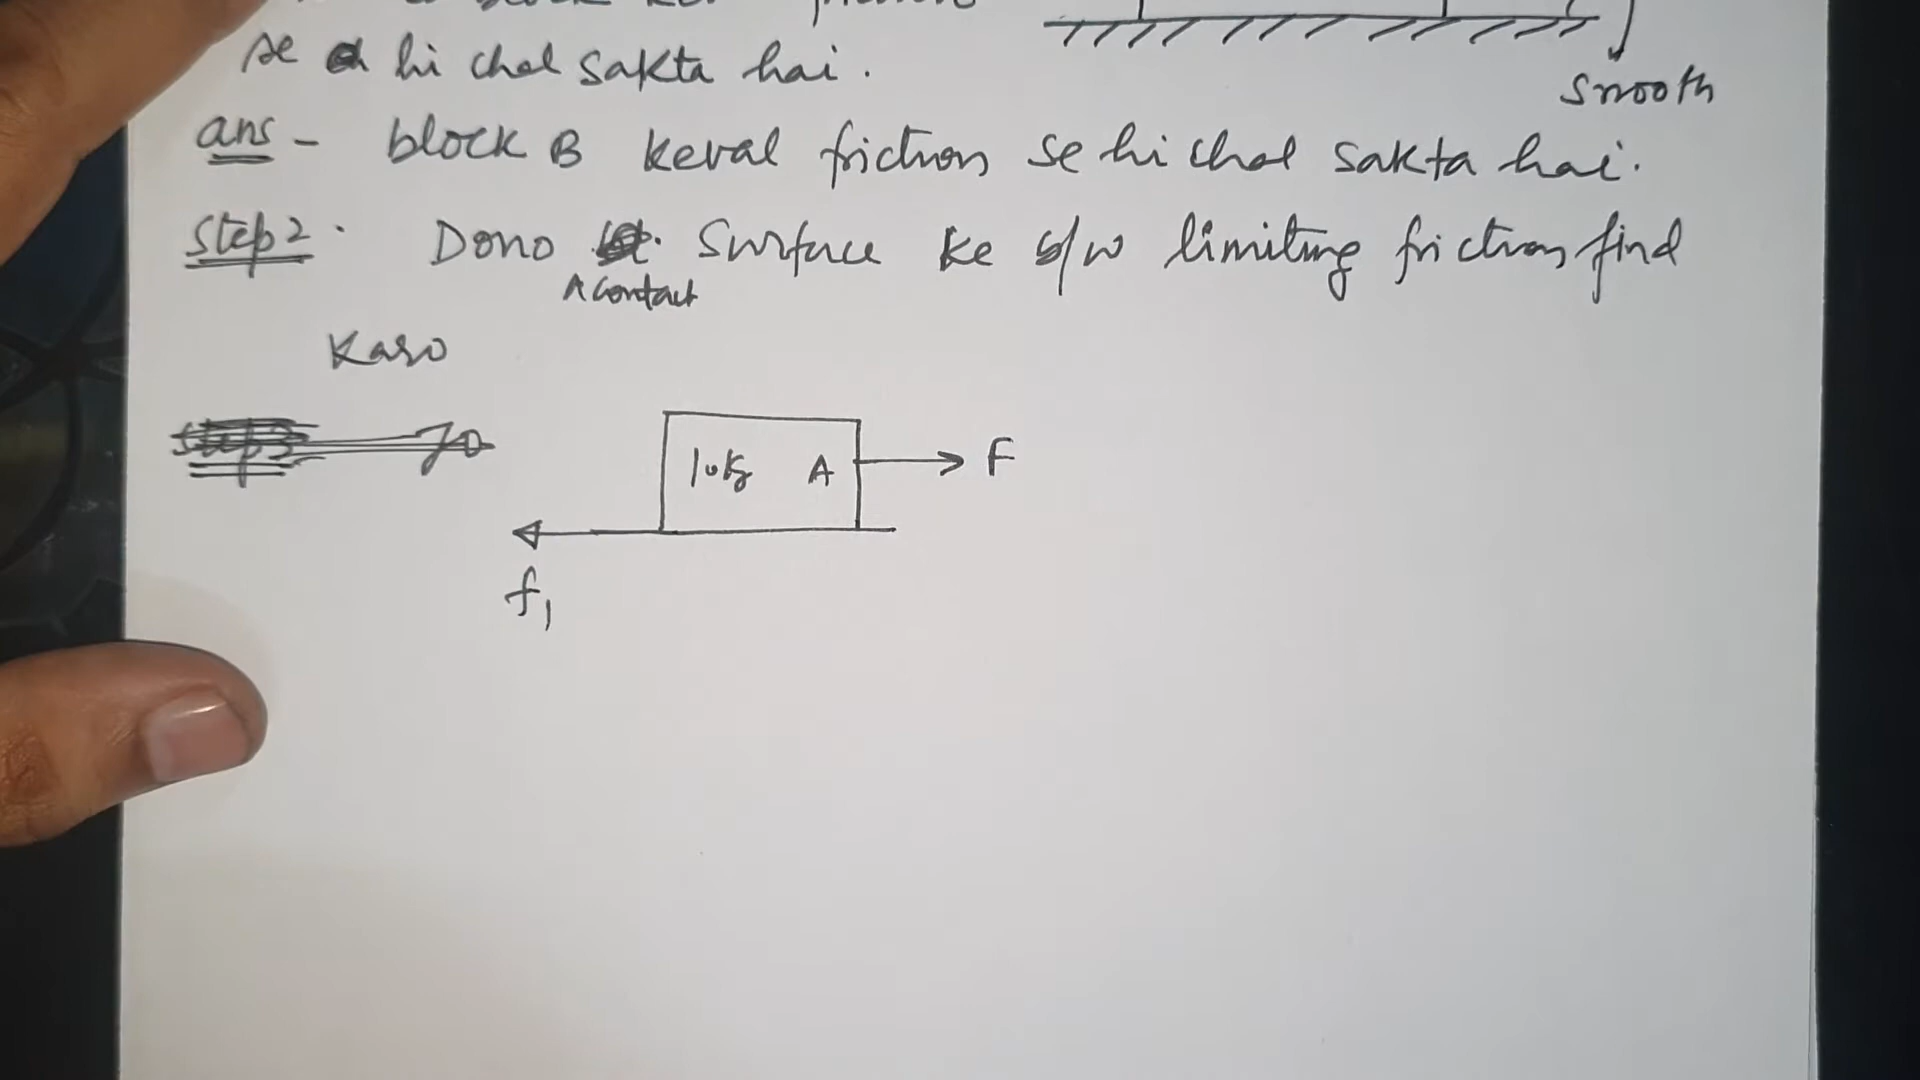 se hi chal sakta hai.
Smooth
ans - block B keval friction se hi chal sakta hai.
Step 2. Dono surface ke b/w limiting friction find
contact
Karo
10kg A
F
f1